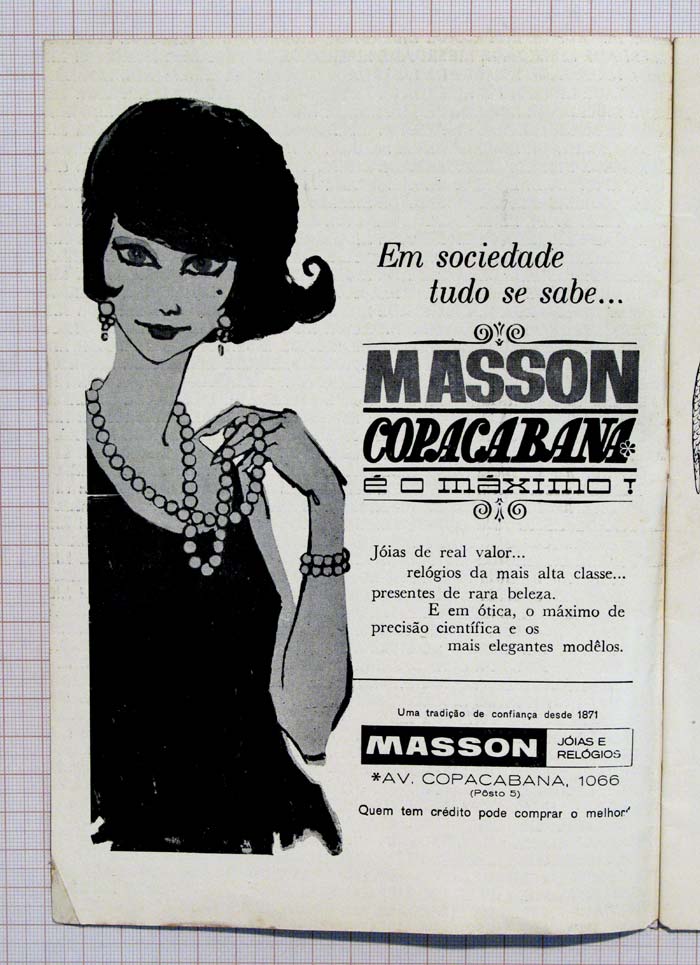 Em sociedade
tudo se sabe...
MASSON
COPACABANA*
É O MÁXIMO!
Jóias de real valor...
relógios da mais alta classe...
presentes de rara beleza.
E em ótica, o máximo de
precisão científica e os
mais elegantes modêlos.
Uma tradição de confiança desde 1871
MASSON JÓIAS E
RELÓGIOS
*AV. COPACABANA, 1066
(Pôsto 5)
Quem tem crédito pode comprar o melhor